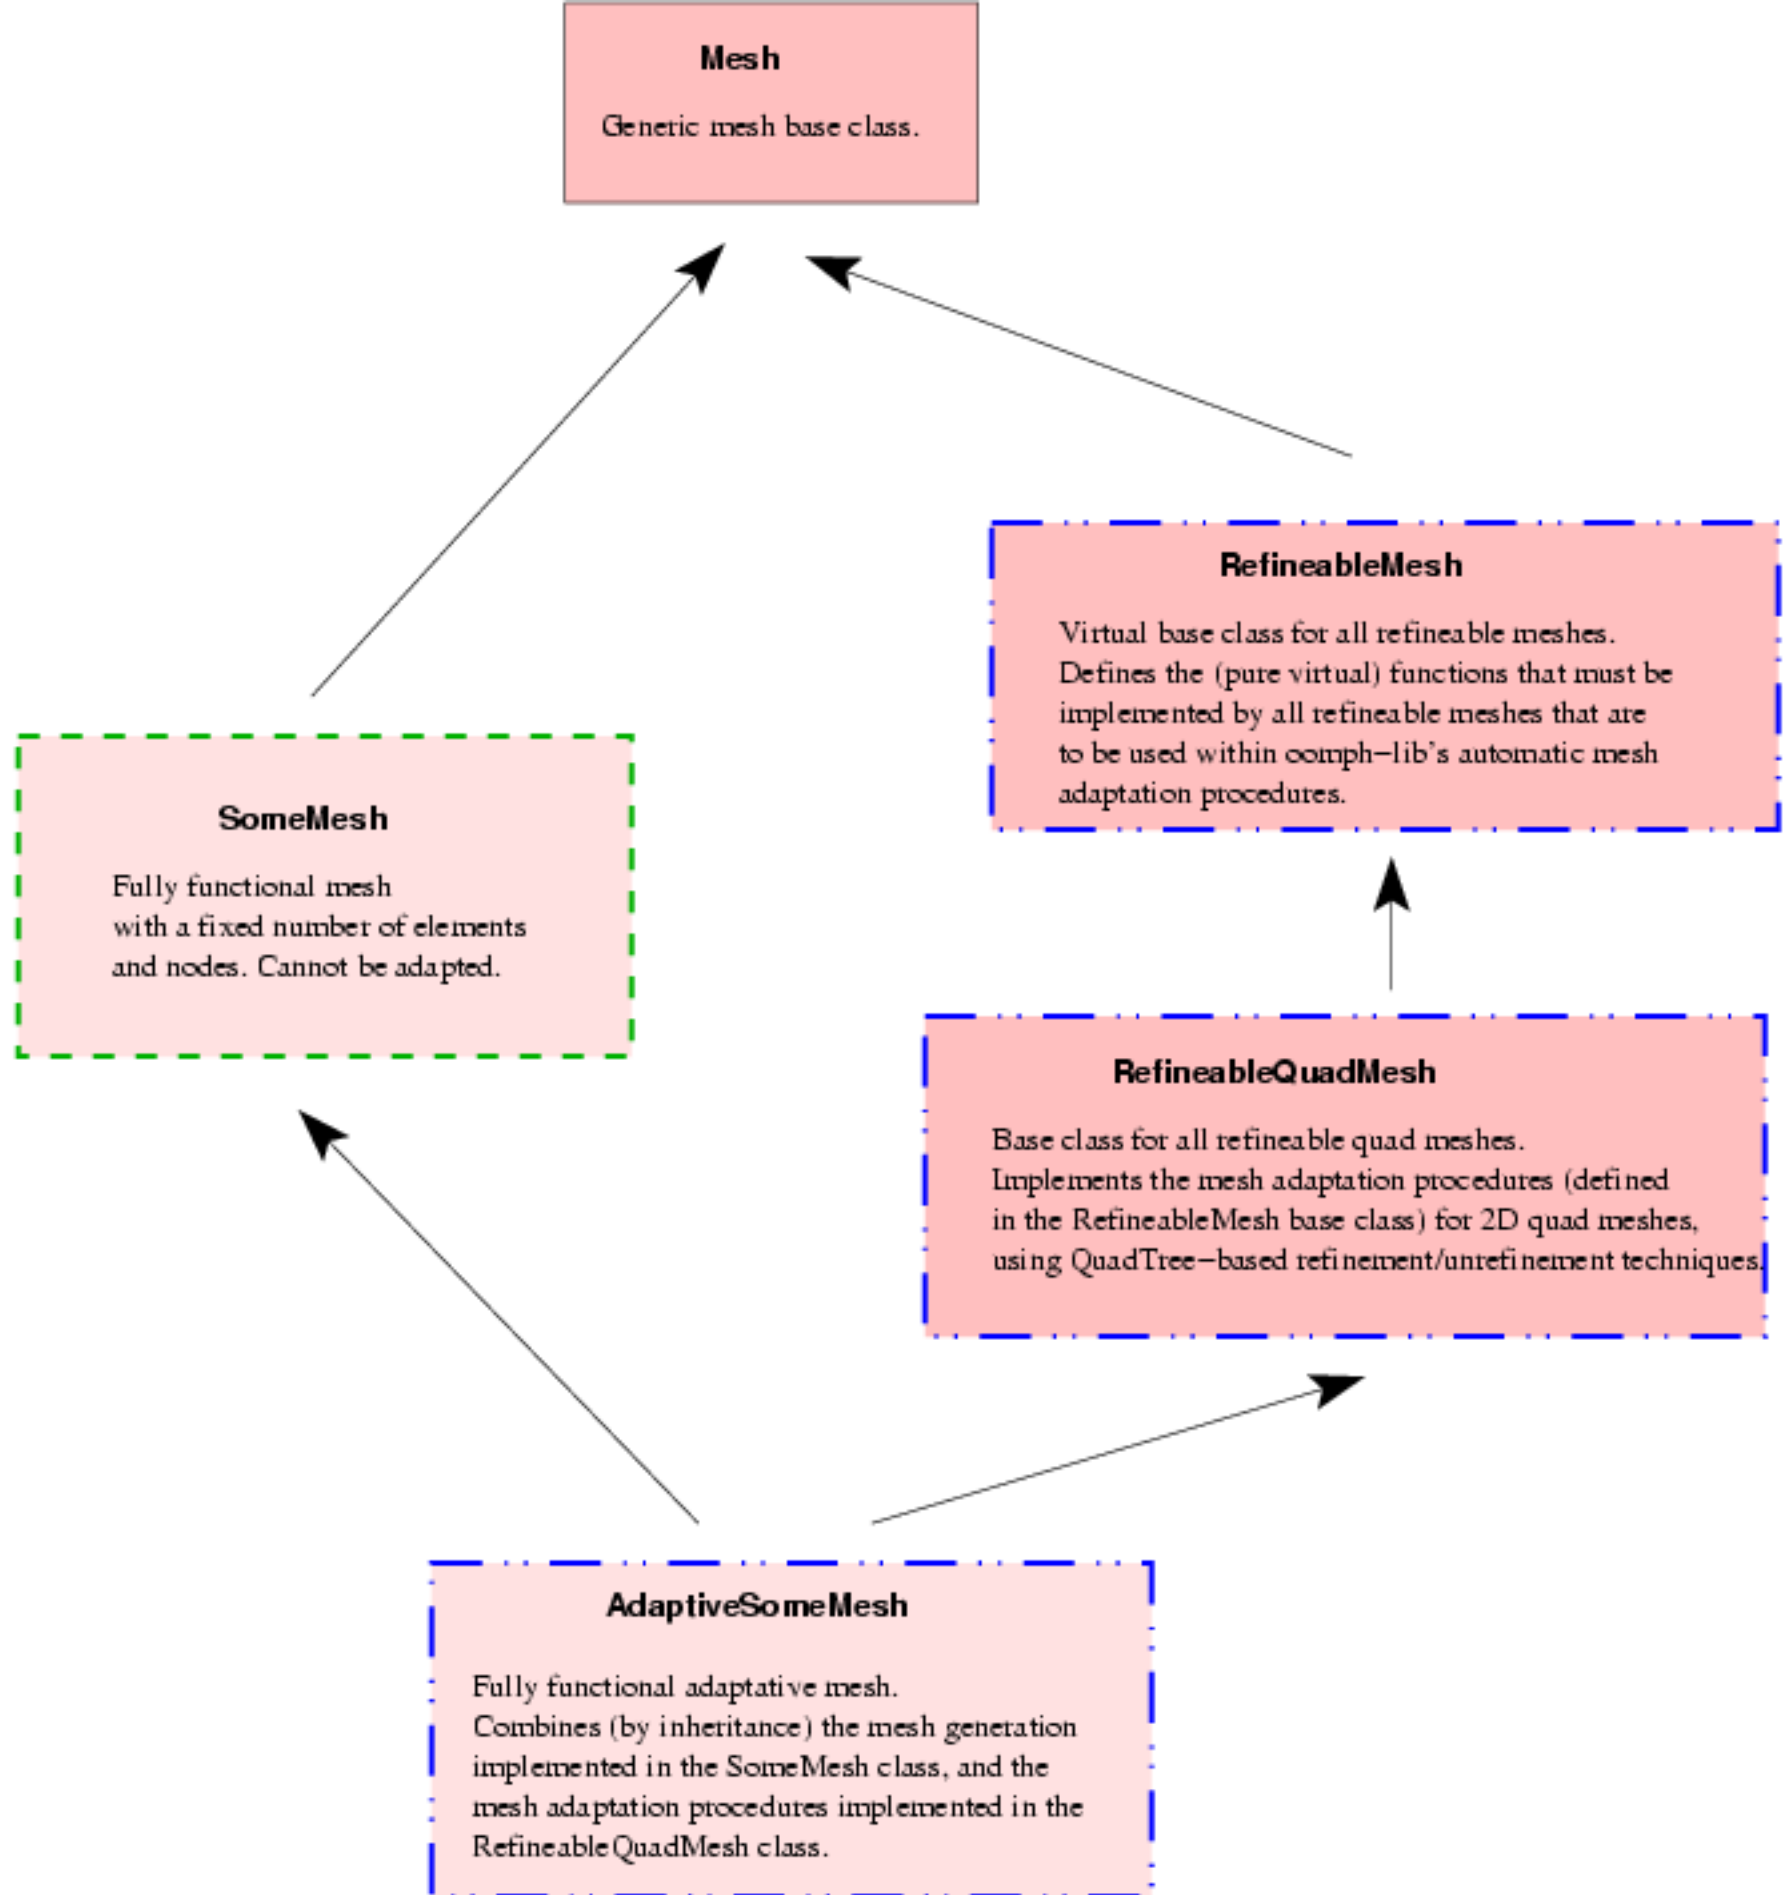 Mesh
Generic mesh base class.
RefineableMesh
Virtual base class for all refineable meshes.
Defines the (pure virtual) functions that must be
implemented by all refineable meshes that are
to be used within oomph−lib's automatic mesh
adaptation procedures.
SomeMesh
Fully functional mesh
with a fixed number of elements
and nodes. Cannot be adapted.
RefineableQuadMesh
Base class for all refineable quad meshes.
Implements the mesh adaptation procedures (defined
in the RefineableMesh base class) for 2D quad meshes,
using QuadTree−based refinement/unrefinement techniques.
AdaptiveSomeMesh
Fully functional adaptative mesh.
Combines (by inheritance) the mesh generation
implemented in the SomeMesh class, and the
mesh adaptation procedures implemented in the
RefineableQuadMesh class.